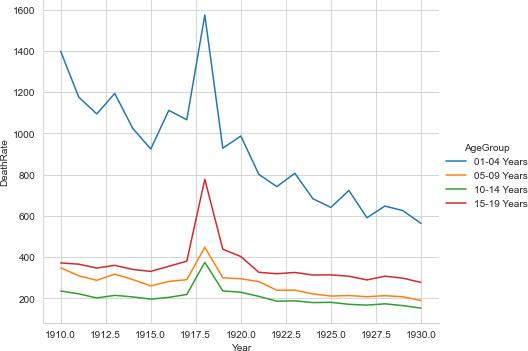 1600
1400
1200
1000
800
600
400
200
DeathRate
1910.0 1912.5 1915.0 1917.5 1920.0 1922.5 1925.0 1927.5 1930.0
Year
AgeGroup
01-04 Years
05-09 Years
10-14 Years
15-19 Years